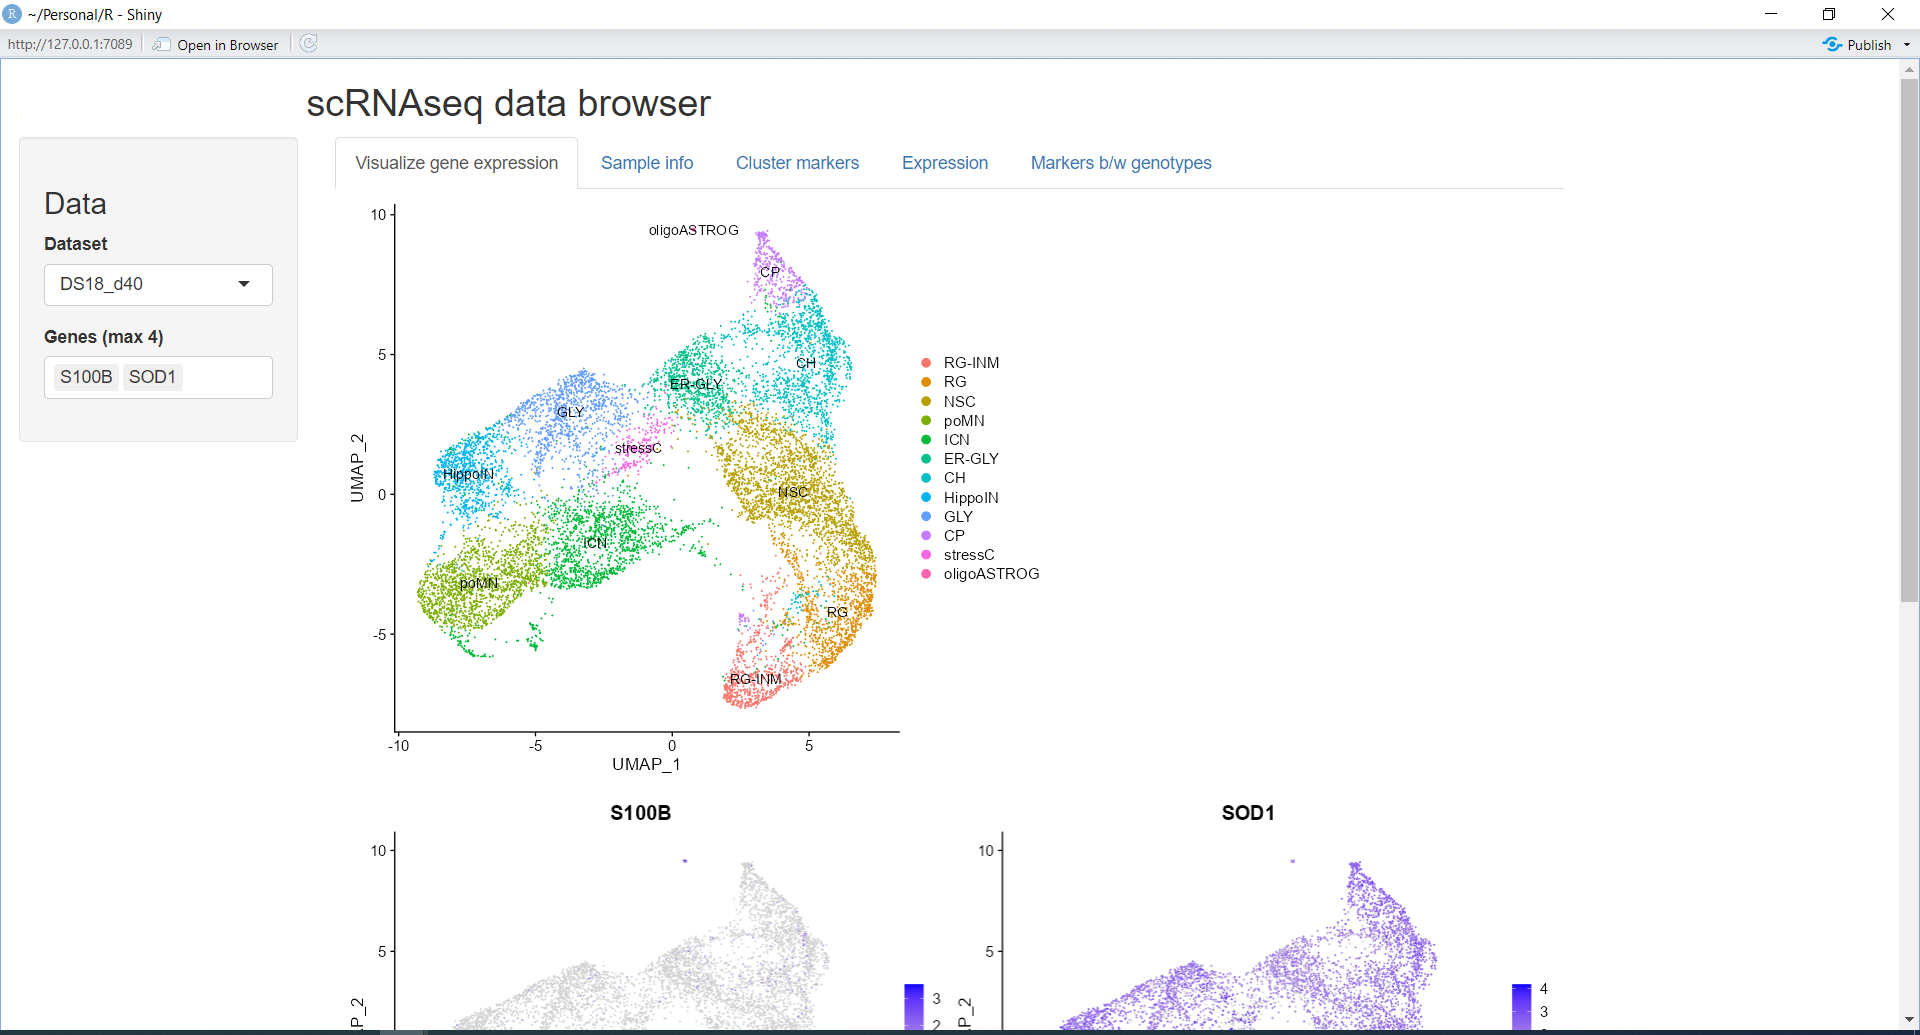 R ~/Personal/R - Shiny
http://127.0.0.1:7089 Open in Browser Publish
scRNAseq data browser
Visualize gene expression Sample info Cluster markers Expression Markers b/w genotypes
Data
Dataset
DS18_d40
Genes (max 4)
S100B SOD1
10
5
0
-5
UMAP_2
-10 -5 0 5
UMAP_1
oligoASTROG
CP
CH
ER-GLY
GLY
stressC
HippoIN
NSC
ICN
poMN
RG
RG-INM
RG-INM
RG
NSC
poMN
ICN
ER-GLY
CH
HippoIN
GLY
CP
stressC
oligoASTROG
S100B
10
5
P_2
3
2
SOD1
10
5
P_2
4
3